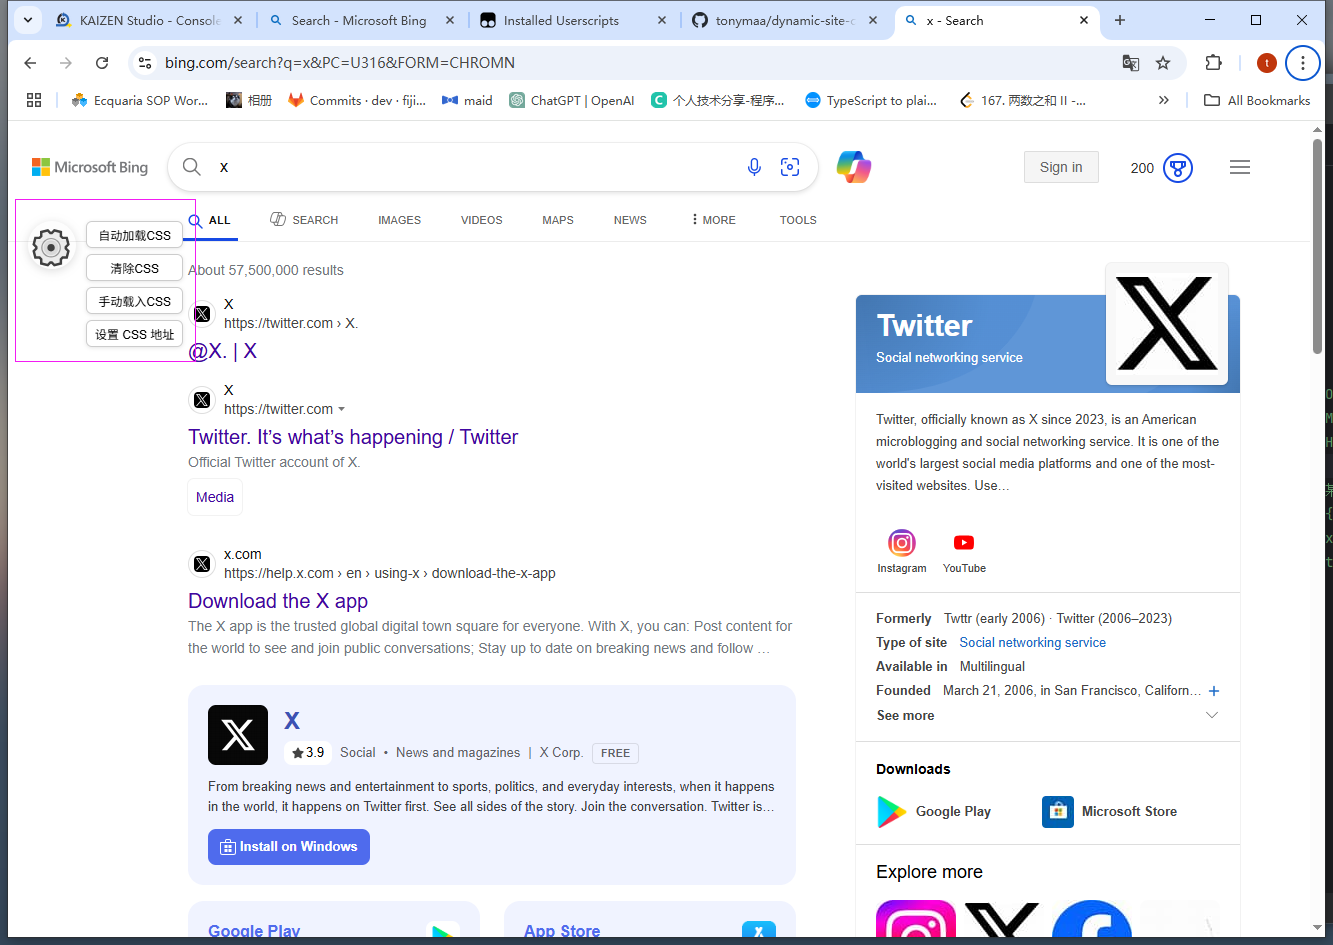 KAIZEN Studio - Console
Search - Microsoft Bing
Installed Userscripts
tonymaa/dynamic-site-c
x - Search
bing.com/search?q=x&PC=U316&FORM=CHROMN
t
Ecquaria SOP Wor...
相册
Commits · dev · fiji...
maid
ChatGPT | OpenAI
个人技术分享-程序...
TypeScript to plai...
167. 两数之和 II -...
All Bookmarks
Microsoft Bing
x
Sign in
200
ALL
SEARCH
IMAGES
VIDEOS
MAPS
NEWS
MORE
TOOLS
自动加载CSS
清除CSS
手动载入CSS
设置 CSS 地址
About 57,500,000 results
X
https://twitter.com › X.
@X. | X
X
https://twitter.com
Twitter. It’s what’s happening / Twitter
Official Twitter account of X.
Media
x.com
https://help.x.com › en › using-x › download-the-x-app
Download the X app
The X app is the trusted global digital town square for everyone. With X, you can: Post content for
the world to see and join public conversations; Stay up to date on breaking news and follow …
X
3.9
Social • News and magazines | X Corp. FREE
From breaking news and entertainment to sports, politics, and everyday interests, when it happens
in the world, it happens on Twitter first. See all sides of the story. Join the conversation. Twitter is…
Install on Windows
Google Play
App Store
Twitter
Social networking service
Twitter, officially known as X since 2023, is an American
microblogging and social networking service. It is one of the
world's largest social media platforms and one of the most-
visited websites. Use…
Instagram
YouTube
Formerly Twttr (early 2006) · Twitter (2006–2023)
Type of site Social networking service
Available in Multilingual
Founded March 21, 2006, in San Francisco, Californ…
See more
Downloads
Google Play
Microsoft Store
Explore more